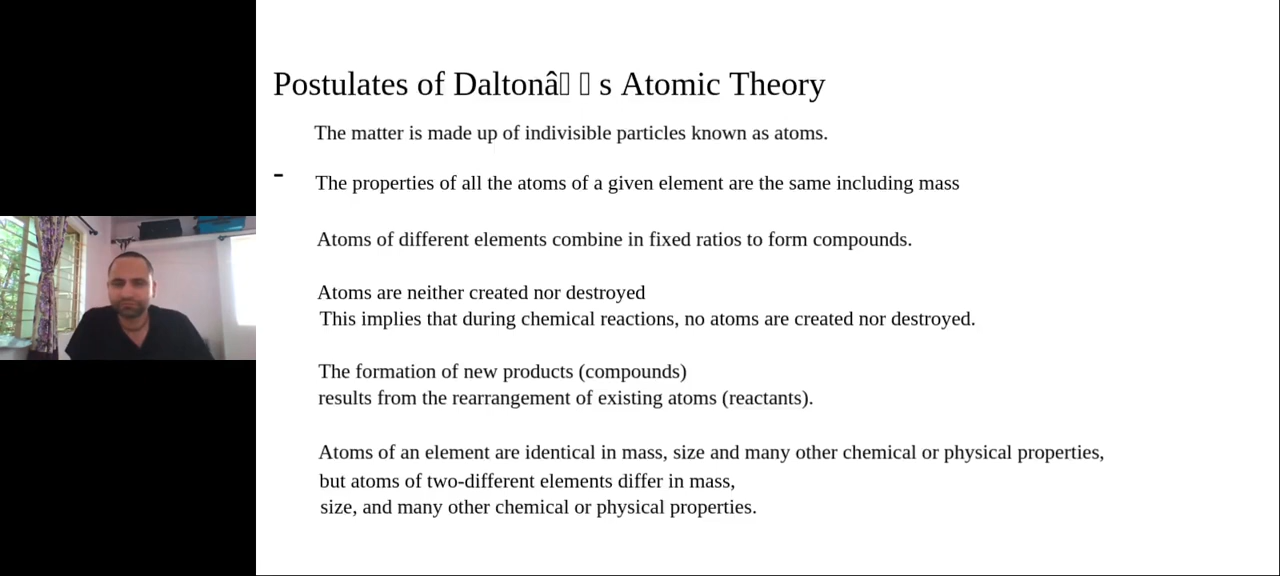 Postulates of Daltonâ s Atomic Theory
The matter is made up of indivisible particles known as atoms.
- The properties of all the atoms of a given element are the same including mass
Atoms of different elements combine in fixed ratios to form compounds.
Atoms are neither created nor destroyed
This implies that during chemical reactions, no atoms are created nor destroyed.
The formation of new products (compounds)
results from the rearrangement of existing atoms (reactants).
Atoms of an element are identical in mass, size and many other chemical or physical properties,
but atoms of two-different elements differ in mass,
size, and many other chemical or physical properties.